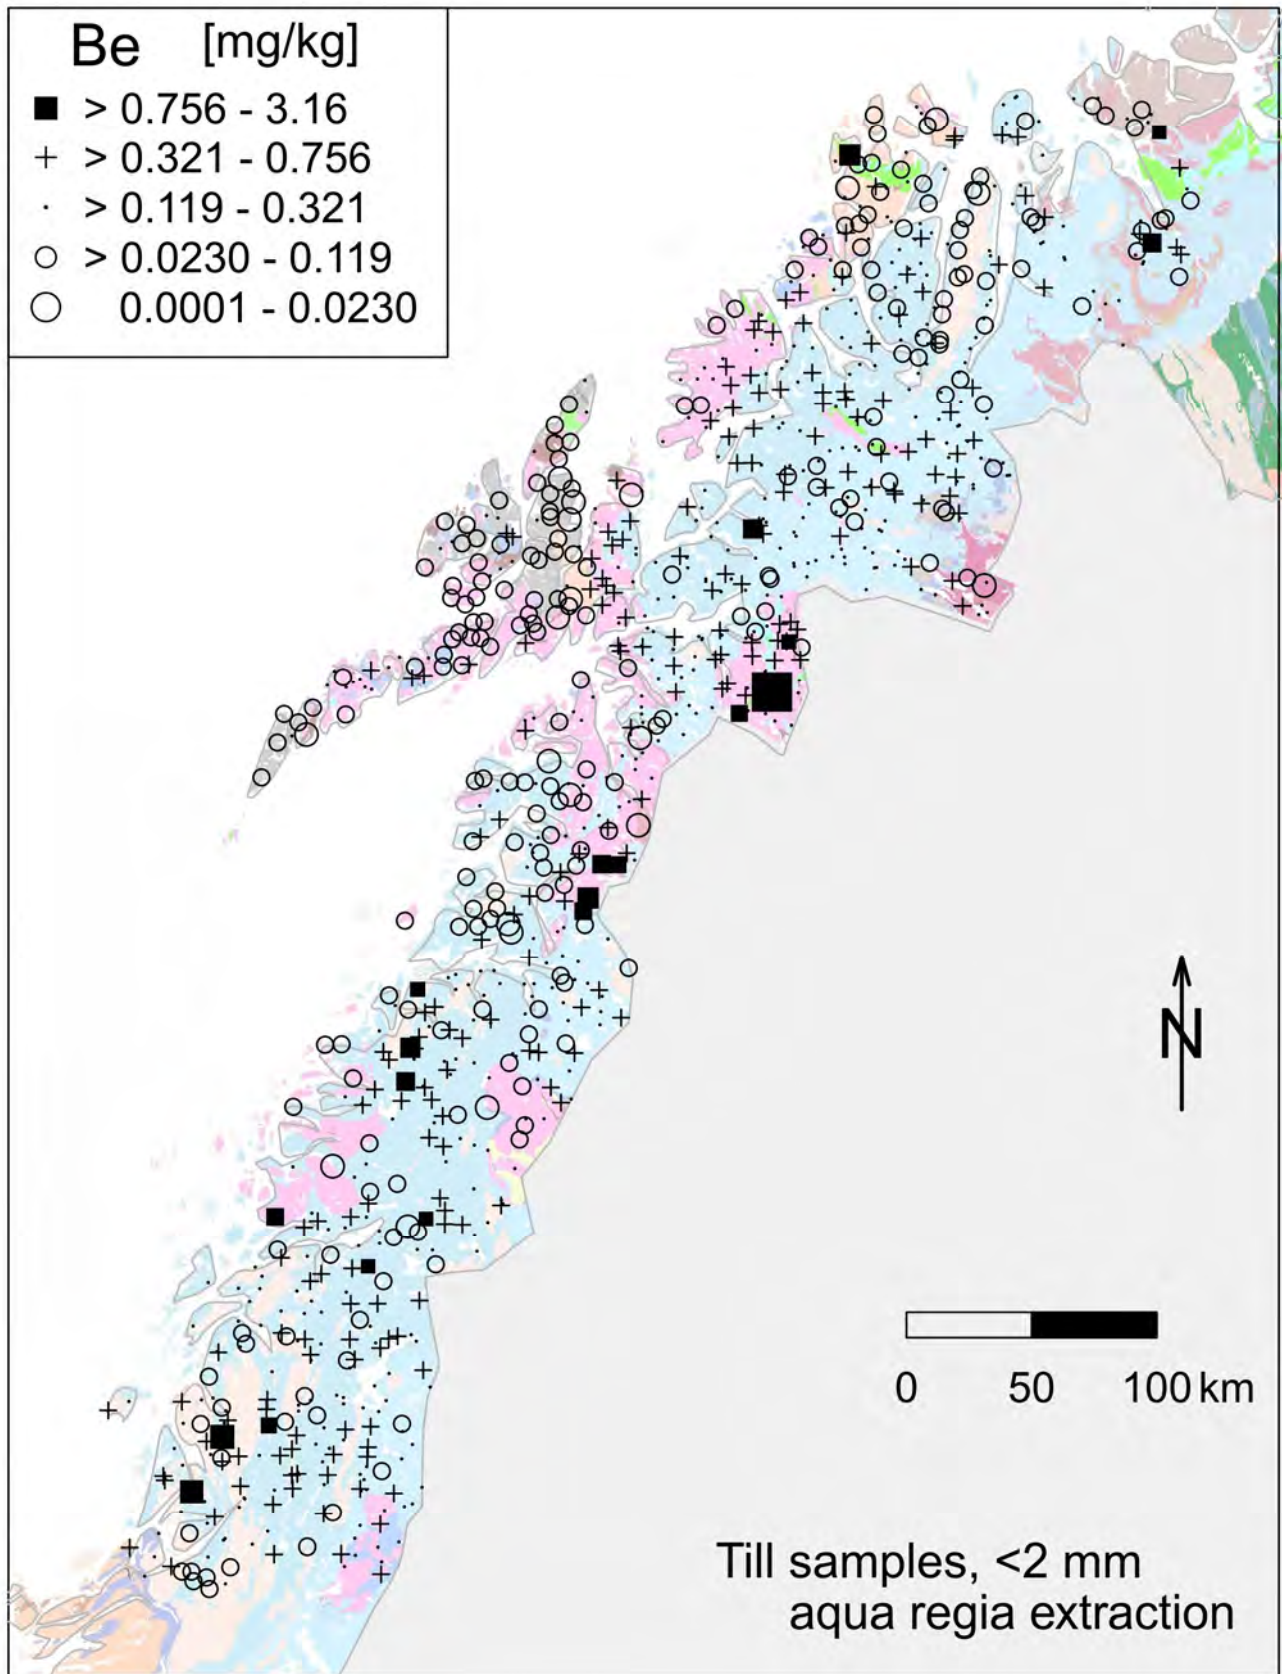 Be [mg/kg]
> 0.756 - 3.16
> 0.321 - 0.756
> 0.119 - 0.321
> 0.0230 - 0.119
0.0001 - 0.0230
N
0 50 100 km
Till samples, <2 mm
aqua regia extraction